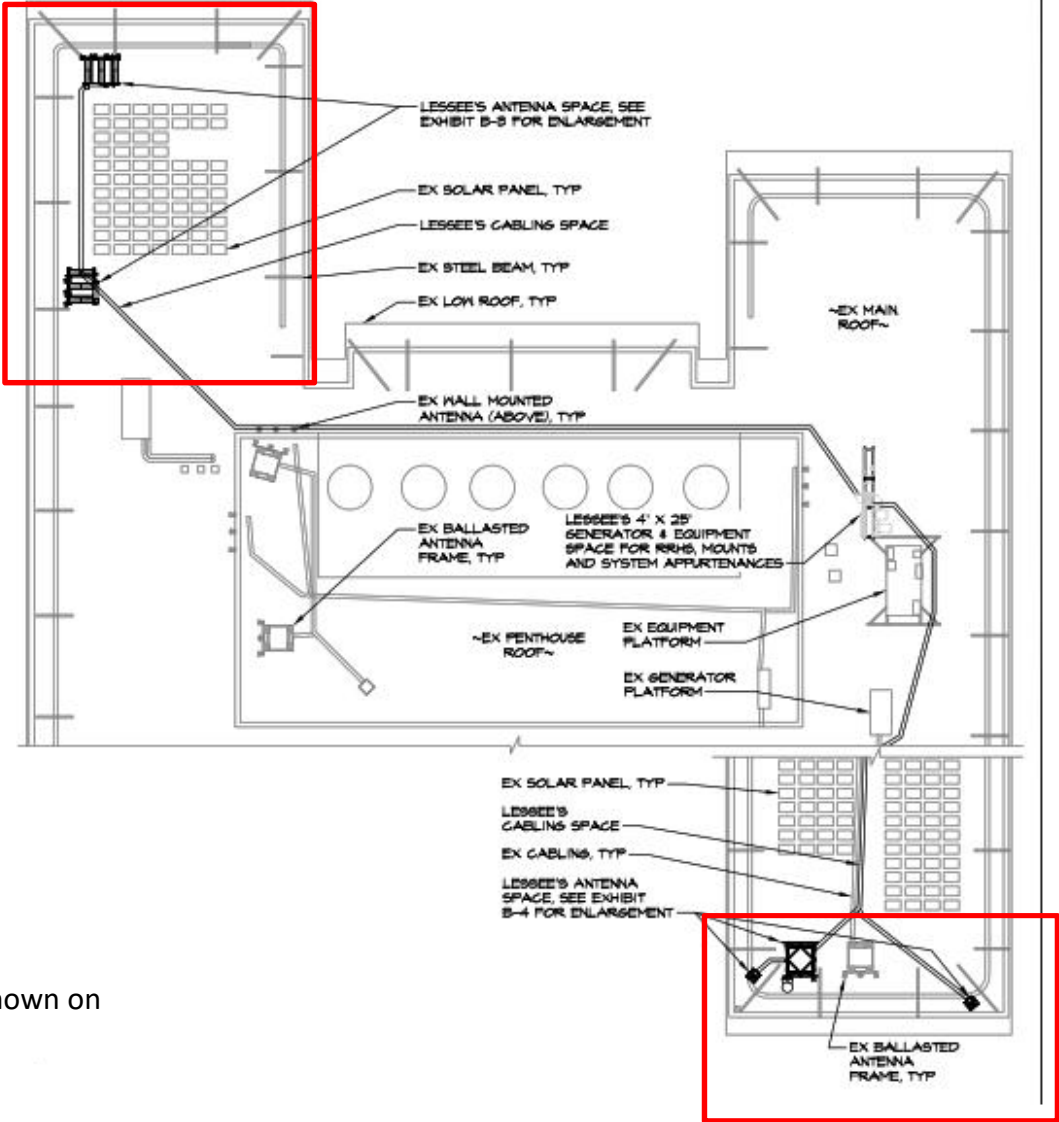 LESSEE'S ANTENNA SPACE, SEE
EXHIBIT B-3 FOR ENLARGEMENT
EX SOLAR PANEL, TYP
LESSEE'S CABLING SPACE
EX STEEL BEAM, TYP
EX LOW ROOF, TYP
~EX MAIN
ROOF~
EX WALL MOUNTED
ANTENNA (ABOVE), TYP
EX BALLASTED
ANTENNA
FRAME, TYP
LESSEE'S 4' X 25'
GENERATOR & EQUIPMENT
SPACE FOR RRHS, MOUNTS
AND SYSTEM APPURTENANCES
~EX PENTHOUSE
ROOF~
EX EQUIPMENT
PLATFORM
EX GENERATOR
PLATFORM
EX SOLAR PANEL, TYP
LESSEE'S
CABLING SPACE
EX CABLING, TYP
LESSEE'S ANTENNA
SPACE, SEE EXHIBIT
B-4 FOR ENLARGEMENT
hown on
EX BALLASTED
ANTENNA
FRAME, TYP